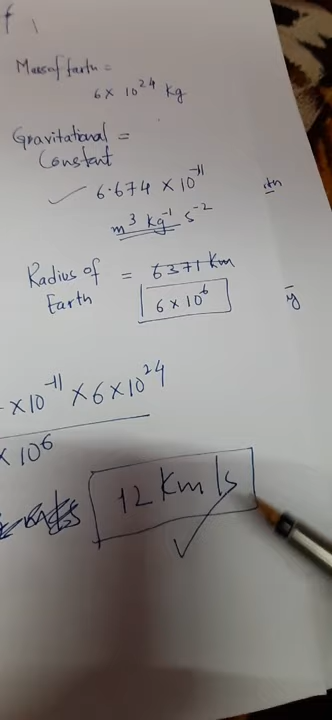 Mass of Earth =
6 × 10²⁴ Kg
Gravitational =
Constant
6.674 × 10⁻¹¹
m³ Kg⁻¹ s⁻²
Radius of = 6371 Km
Earth 6 × 10⁶
× 10⁻¹¹ × 6 × 10²⁴
× 10⁶
12 Km/s